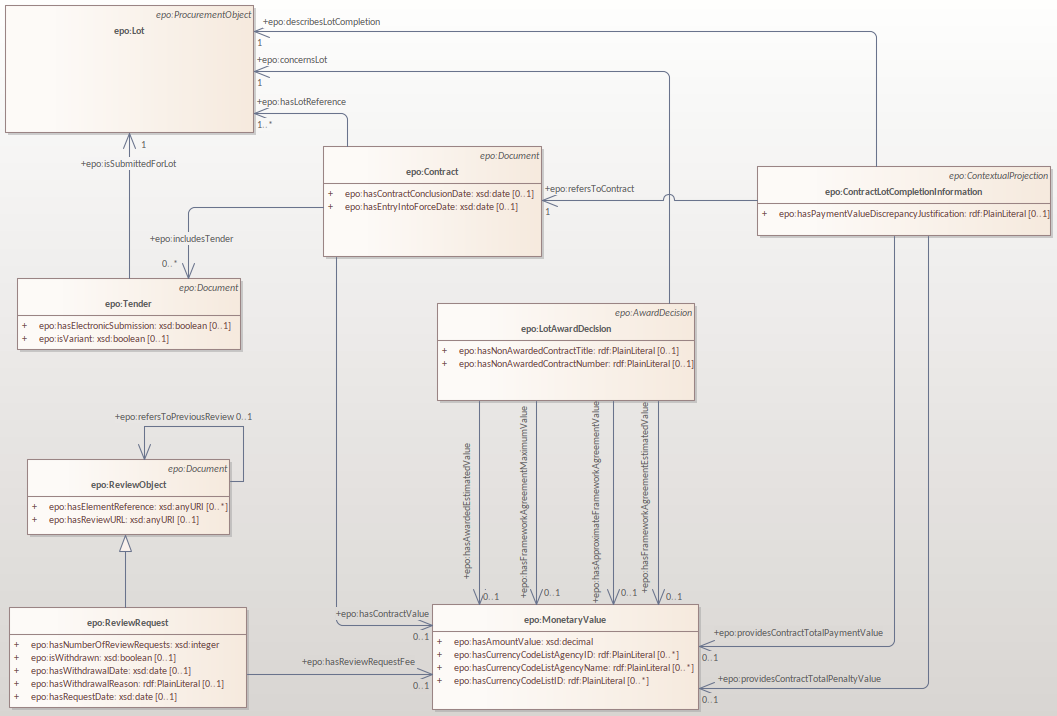 epo:ProcurementObject
epo:Lot
+epo:describesLotCompletion
1
+epo:concernsLot
1
+epo:hasLotReference
1..*
1
+epo:isSubmittedForLot
epo:Document
epo:Contract
+ epo:hasContractConclusionDate: xsd:date [0..1]
+ epo:hasEntryIntoForceDate: xsd:date [0..1]
+epo:refersToContract
1
epo:ContextualProjection
epo:ContractLotCompletionInformation
+ epo:hasPaymentValueDiscrepancyJustification: rdf:PlainLiteral [0..1]
+epo:includesTender
0..*
epo:Document
epo:Tender
+ epo:hasElectronicSubmission: xsd:boolean [0..1]
+ epo:isVariant: xsd:boolean [0..1]
epo:AwardDecision
epo:LotAwardDecision
+ epo:hasNonAwardedContractTitle: rdf:PlainLiteral [0..1]
+ epo:hasNonAwardedContractNumber: rdf:PlainLiteral [0..1]
+epo:refersToPreviousReview 0..1
epo:Document
epo:ReviewObject
+ epo:hasElementReference: xsd:anyURI [0..*]
+ epo:hasReviewURL: xsd:anyURI [0..1]
+epo:hasAwardedEstimatedValue
0..1
+epo:hasFrameworkAgreementMaximumValue
0..1
+epo:hasApproximateFrameworkAgreementValue
0..1
+epo:hasFrameworkAgreementEstimatedValue
0..1
epo:ReviewRequest
+ epo:hasNumberOfReviewRequests: xsd:integer
+ epo:isWithdrawn: xsd:boolean [0..1]
+ epo:hasWithdrawalDate: xsd:date [0..1]
+ epo:hasWithdrawalReason: rdf:PlainLiteral [0..1]
+ epo:hasRequestDate: xsd:date [0..1]
+epo:hasContractValue
0..1
+epo:hasReviewRequestFee
0..1
epo:MonetaryValue
+ epo:hasAmountValue: xsd:decimal
+ epo:hasCurrencyCodeListAgencyID: rdf:PlainLiteral [0..*]
+ epo:hasCurrencyCodeListAgencyName: rdf:PlainLiteral [0..*]
+ epo:hasCurrencyCodeListID: rdf:PlainLiteral [0..*]
+epo:providesContractTotalPaymentValue
0..1
+epo:providesContractTotalPenaltyValue
0..1